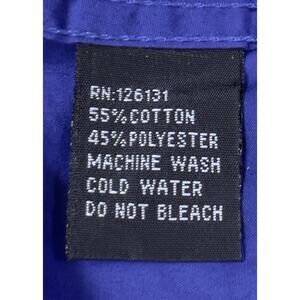 RN:126131
55%COTTON
45%POLYESTER
MACHINE WASH
COLD WATER
DO NOT BLEACH